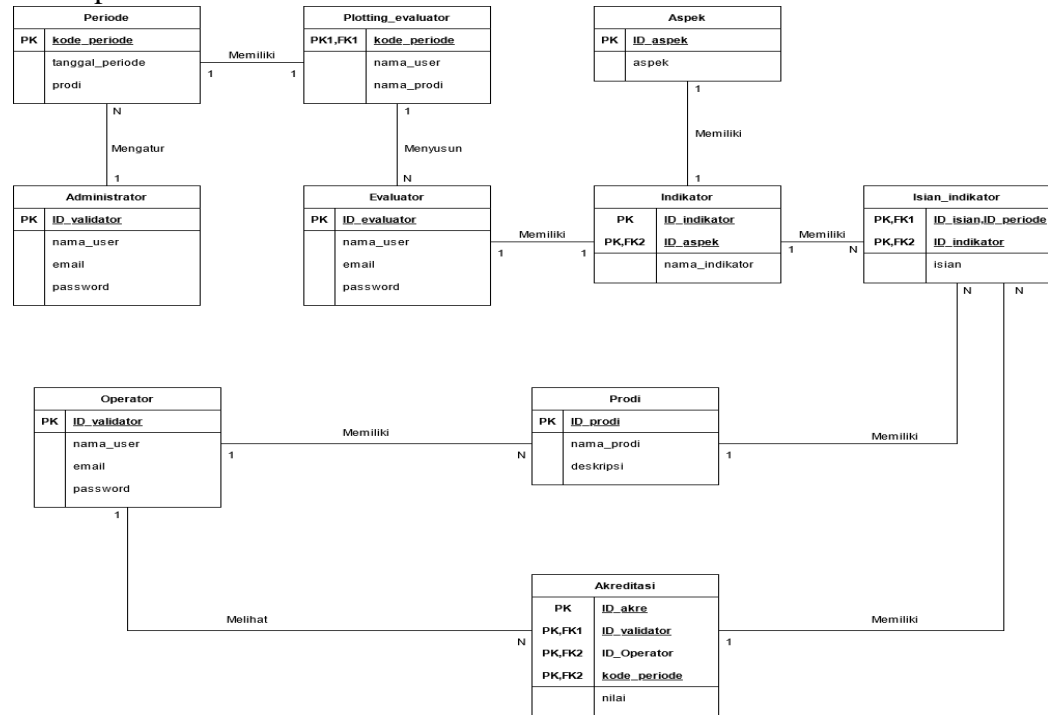 Periode
PK kode_periode
tanggal_periode
prodi
Memiliki
1
1
Plotting_evaluator
PK1,FK1 kode_periode
nama_user
nama_prodi
Aspek
PK ID_aspek
aspek
N
Mengatur
1
1
Menyusun
N
1
Memiliki
1
Administrator
PK ID_validator
nama_user
email
password
Evaluator
PK ID_evaluator
nama_user
email
password
Memiliki
1
1
Indikator
PK ID_indikator
PK,FK2 ID_aspek
nama_indikator
Memiliki
1
N
Isian_indikator
PK,FK1 ID_isian,ID_periode
PK,FK2 ID_indikator
isian
N
N
Operator
PK ID_validator
nama_user
email
password
Memiliki
1
N
Prodi
PK ID_prodi
nama_prodi
deskripsi
Memiliki
1
1
Melihat
N
Akreditasi
PK ID_akre
PK,FK1 ID_validator
PK,FK2 ID_Operator
PK,FK2 kode_periode
nilai
Memiliki
1